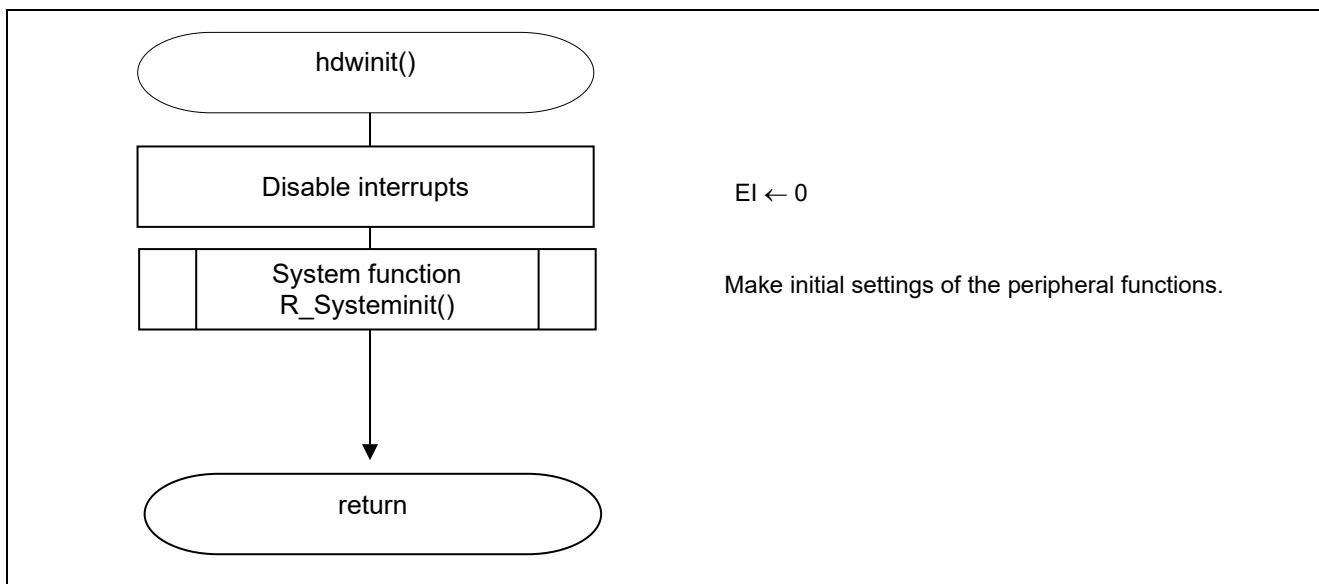 hdwinit()
Disable interrupts
EI ← 0
System function
R_Systeminit()
Make initial settings of the peripheral functions.
return